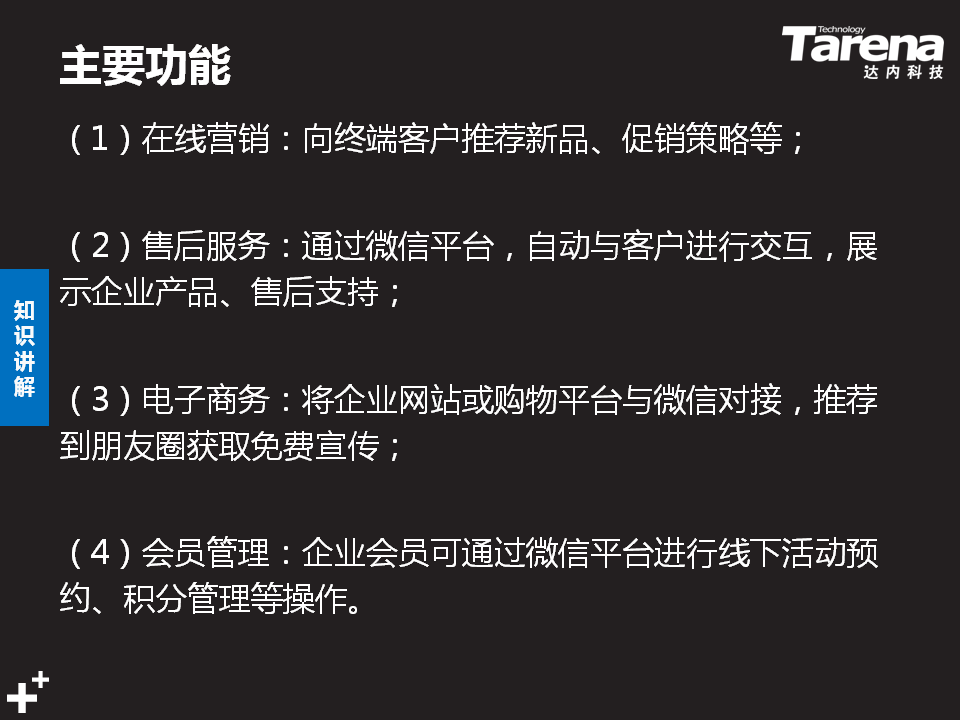 主要功能
Technology
Tarena
达内科技
（1）在线营销：向终端客户推荐新品、促销策略等；
（2）售后服务：通过微信平台，自动与客户进行交互，展
示企业产品、售后支持；
知识讲解
（3）电子商务：将企业网站或购物平台与微信对接，推荐
到朋友圈获取免费宣传；
（4）会员管理：企业会员可通过微信平台进行线下活动预
约、积分管理等操作。